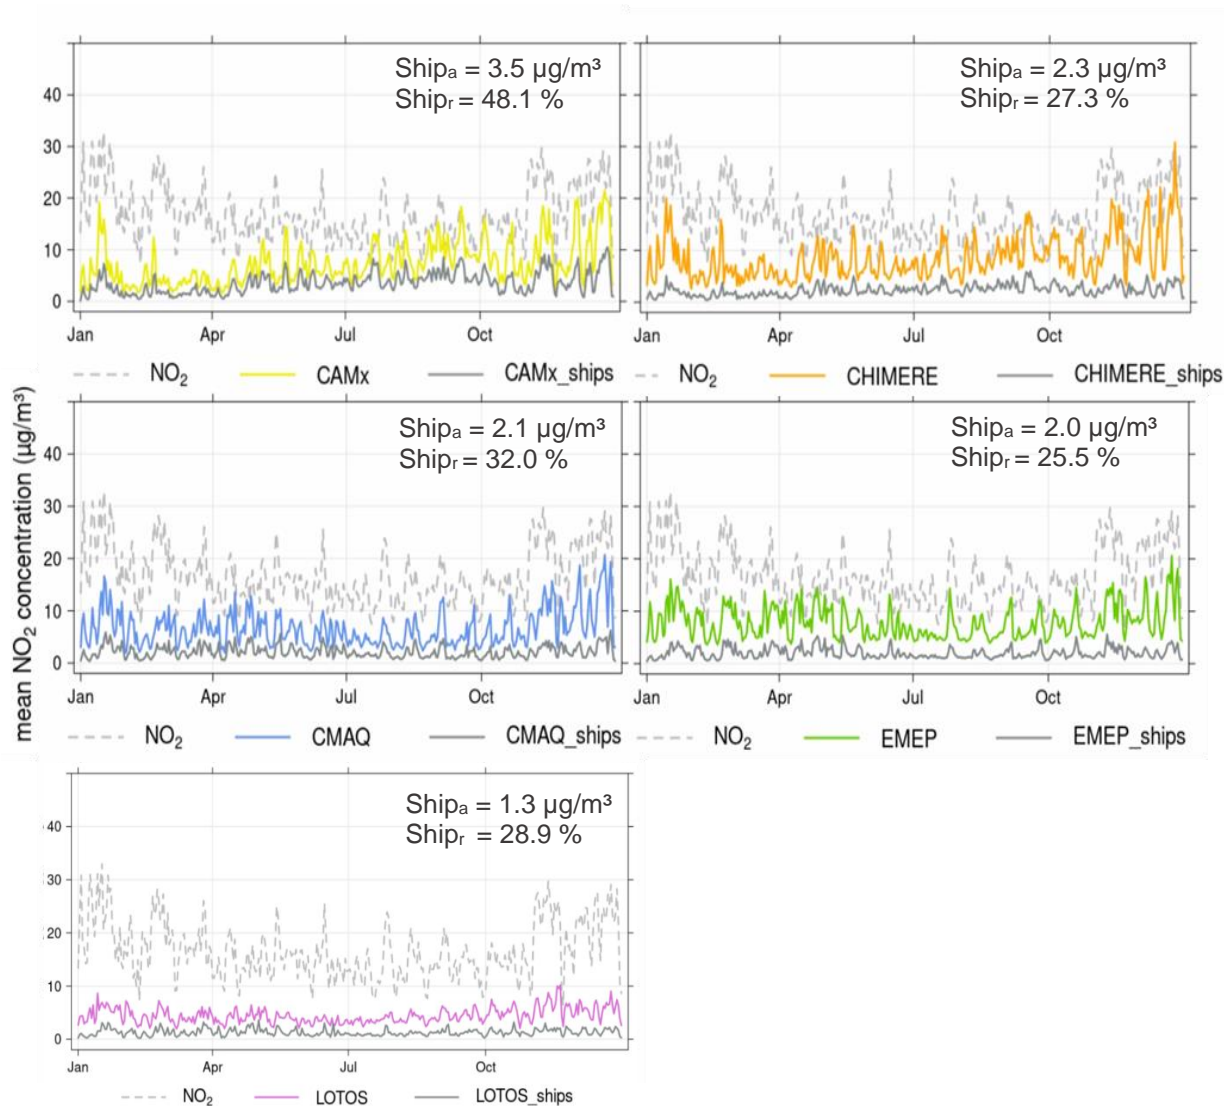 Shipₐ = 3.5 µg/m³
Shipᵣ = 48.1 %
40
30
20
10
0
Jan Apr Jul Oct
NO₂ CAMx CAMx_ships
Shipₐ = 2.3 µg/m³
Shipᵣ = 27.3 %
Jan Apr Jul Oct
NO₂ CHIMERE CHIMERE_ships
mean NO₂ concentration (µg/m³)
Shipₐ = 2.1 µg/m³
Shipᵣ = 32.0 %
40
30
20
10
0
Jan Apr Jul Oct
NO₂ CMAQ CMAQ_ships
Shipₐ = 2.0 µg/m³
Shipᵣ = 25.5 %
Jan Apr Jul Oct
NO₂ EMEP EMEP_ships
Shipₐ = 1.3 µg/m³
Shipᵣ = 28.9 %
40
30
20
10
0
Jan Apr Jul Oct
NO₂ LOTOS LOTOS_ships